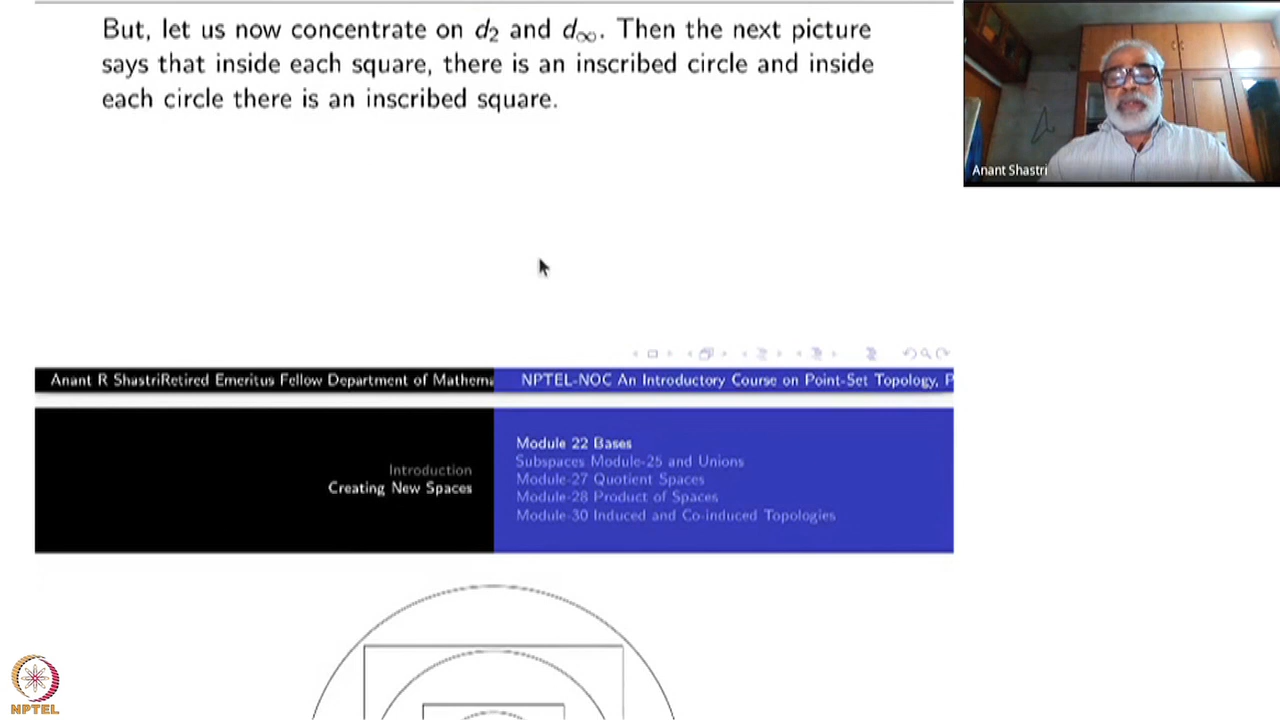 But, let us now concentrate on d₂ and d∞. Then the next picture
says that inside each square, there is an inscribed circle and inside
each circle there is an inscribed square.
Anant Shastri
Anant R ShastriRetired Emeritus Fellow Department of Mathema
NPTEL-NOC An Introductory Course on Point-Set Topology, P
Introduction
Creating New Spaces
Module 22 Bases
Subspaces Module-25 and Unions
Module-27 Quotient Spaces
Module-28 Product of Spaces
Module-30 Induced and Co-induced Topologies
NPTEL